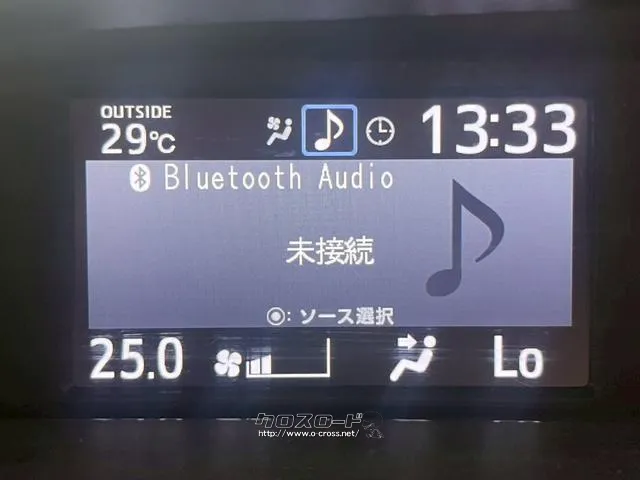 OUTSIDE
29℃
13:33
Bluetooth Audio
未接続
◉: ソース選択
25.0
Lo
クロスロード
http://www.o-cross.net/